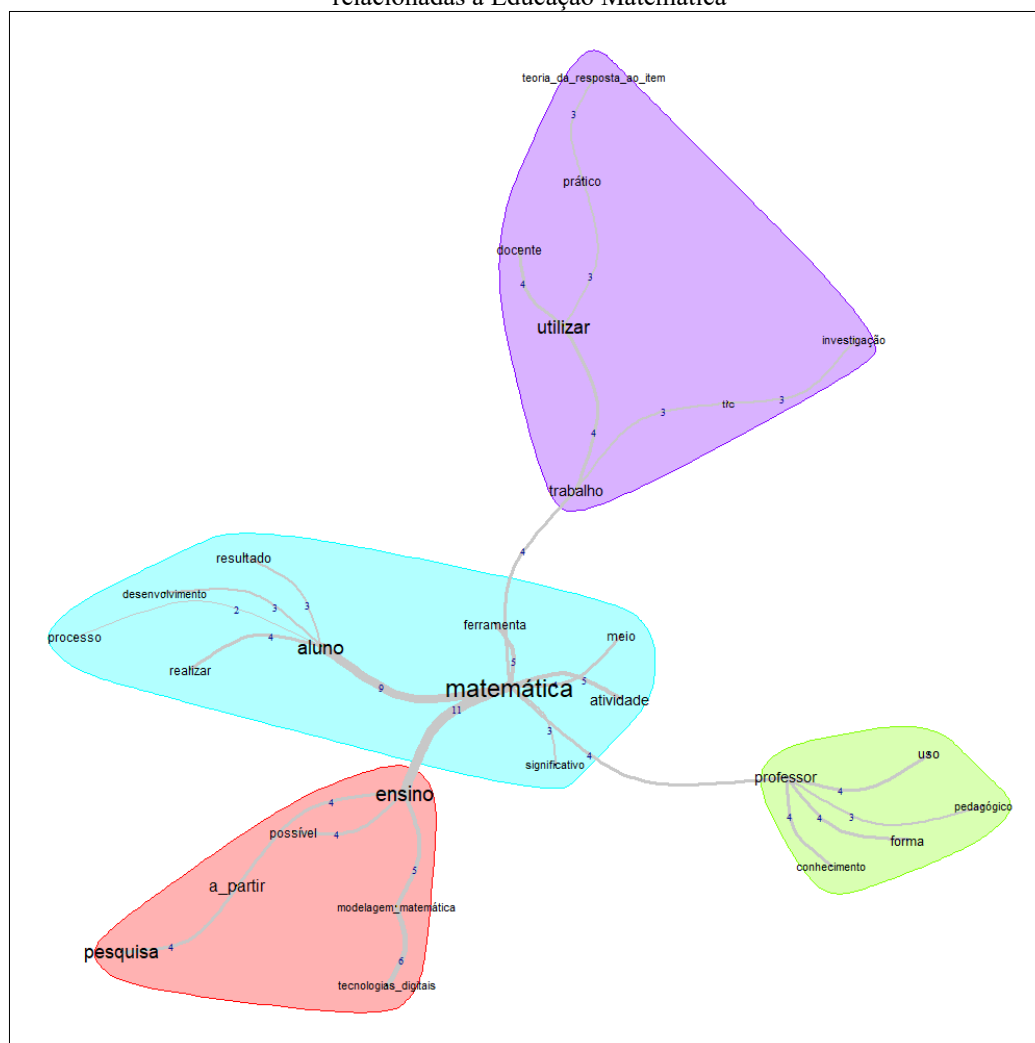 relacionadas à Educação Matemática
teoria_da_resposta_ao_item
3
prático
docente
3
4
utilizar
investigação
3
3
tic
4
trabalho
4
resultado
desenvolvimento
2
3
3
processo
ferramenta
meio
4
aluno
realizar
5
9
matemática
4
5
atividade
11
3
4
significativo
ensino
4
possível
4
professor
uso
4
pedagógico
4
4
3
forma
conhecimento
5
a_partir
modelagem_matemática
pesquisa
4
6
tecnologias_digitais